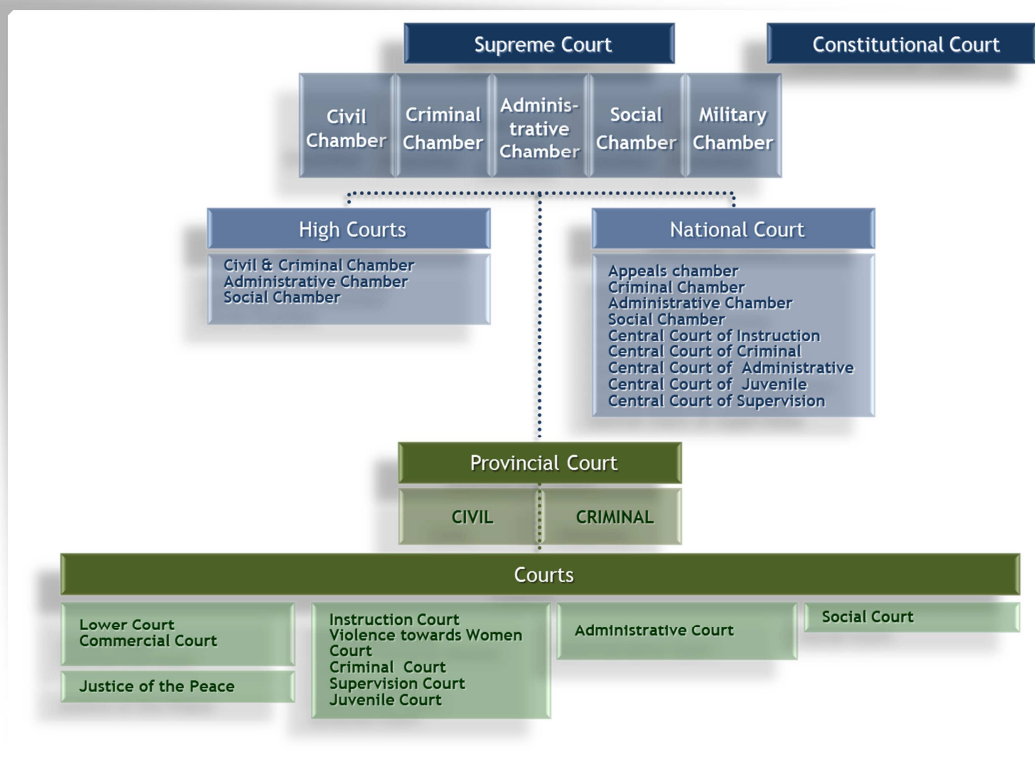 Supreme Court
Constitutional Court
Civil
Chamber
Criminal
Chamber
Adminis-
trative
Chamber
Social
Chamber
Military
Chamber
High Courts
Civil & Criminal Chamber
Administrative Chamber
Social Chamber
National Court
Appeals chamber
Criminal Chamber
Administrative Chamber
Social Chamber
Central Court of Instruction
Central Court of Criminal
Central Court of Administrative
Central Court of Juvenile
Central Court of Supervision
Provincial Court
CIVIL
CRIMINAL
Courts
Lower Court
Commercial Court
Justice of the Peace
Instruction Court
Violence towards Women
Court
Criminal Court
Supervision Court
Juvenile Court
Administrative Court
Social Court